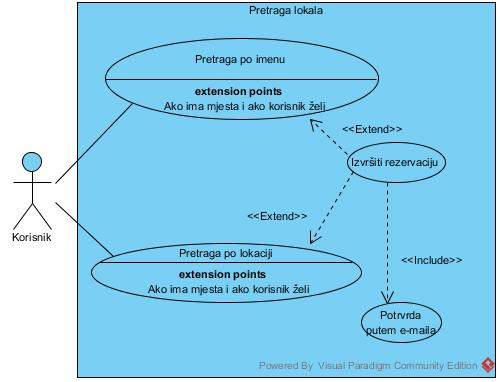 Pretraga lokala
Pretraga po imenu
extension points
Ako ima mjesta i ako korisnik želi
<<Extend>>
Izvršiti rezervaciju
Korisnik
<<Extend>>
Pretraga po lokaciji
extension points
Ako ima mjesta i ako korisnik želi
<<Include>>
Potrvrda
putem e-maila
Powered By Visual Paradigm Community Edition